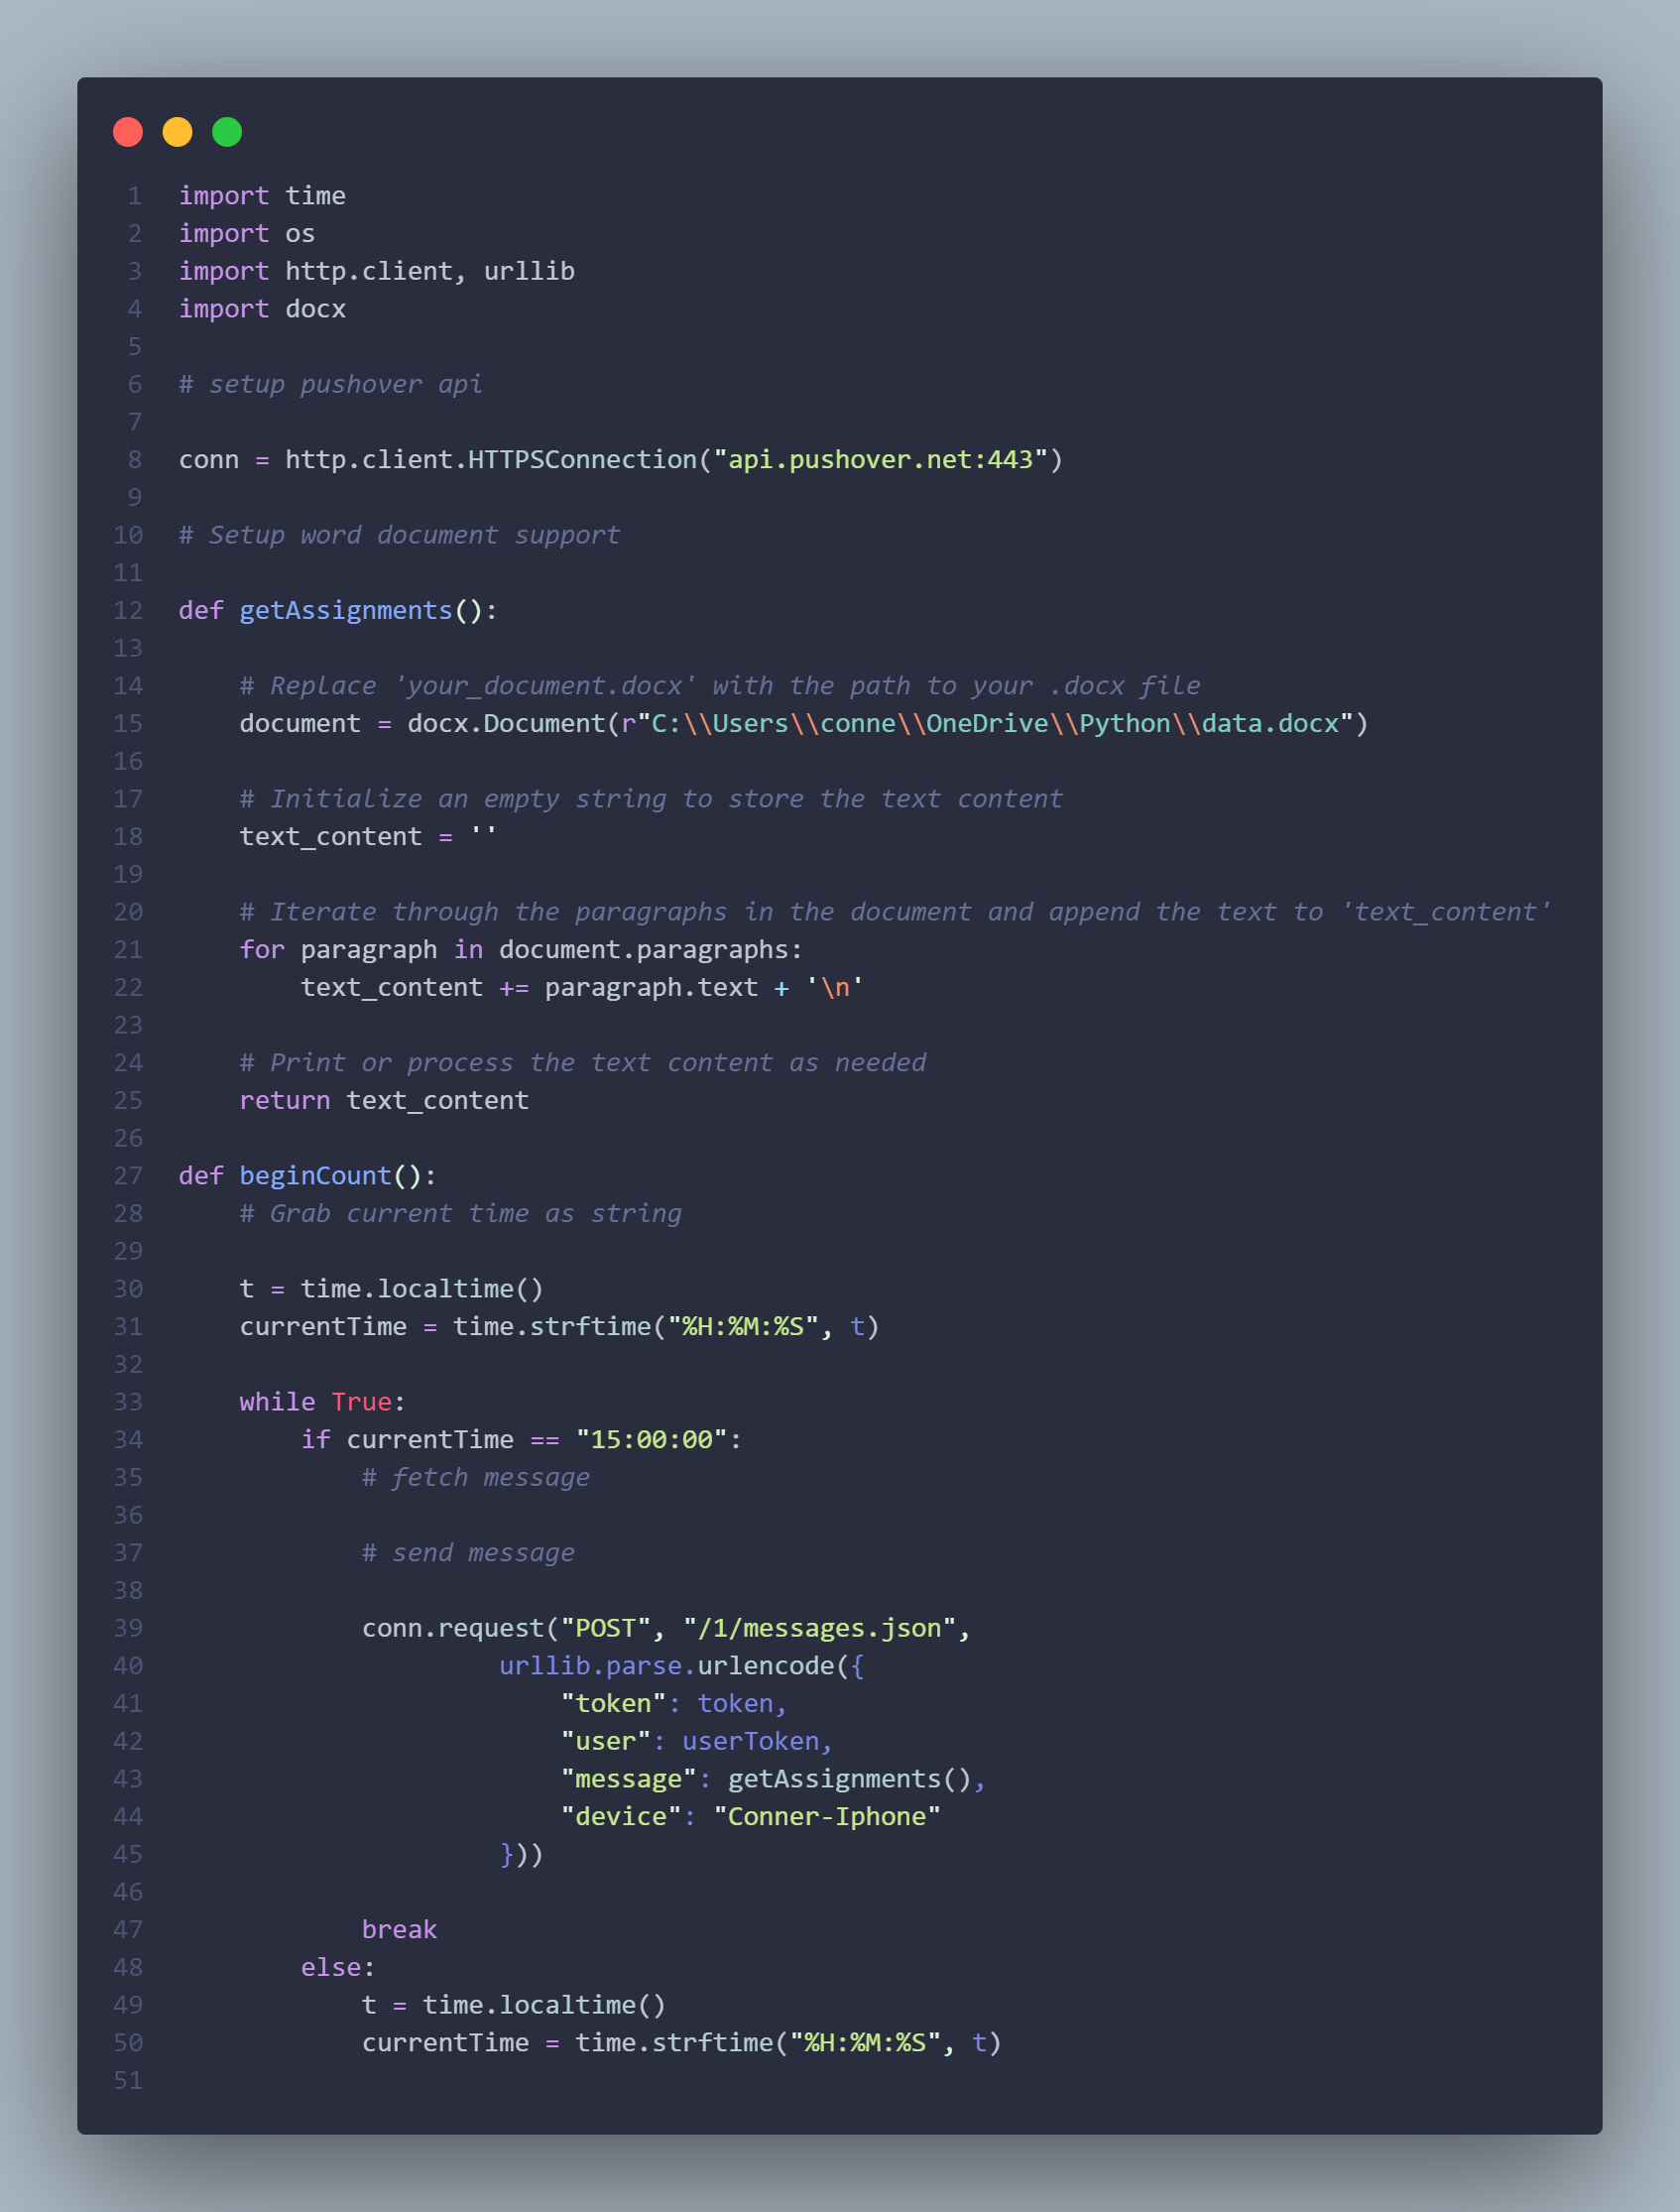 1 import time
2 import os
3 import http.client, urllib
4 import docx
5
6 # setup pushover api
7
8 conn = http.client.HTTPSConnection("api.pushover.net:443")
9
10 # Setup word document support
11
12 def getAssignments():
13
14     # Replace 'your_document.docx' with the path to your .docx file
15     document = docx.Document(r"C:\\Users\\conne\\OneDrive\\Python\\data.docx")
16
17     # Initialize an empty string to store the text content
18     text_content = ''
19
20     # Iterate through the paragraphs in the document and append the text to 'text_content'
21     for paragraph in document.paragraphs:
22         text_content += paragraph.text + '\n'
23
24     # Print or process the text content as needed
25     return text_content
26
27 def beginCount():
28     # Grab current time as string
29
30     t = time.localtime()
31     currentTime = time.strftime("%H:%M:%S", t)
32
33     while True:
34         if currentTime == "15:00:00":
35             # fetch message
36
37             # send message
38
39             conn.request("POST", "/1/messages.json",
40                      urllib.parse.urlencode({
41                          "token": token,
42                          "user": userToken,
43                          "message": getAssignments(),
44                          "device": "Conner-Iphone"
45                      }))
46
47             break
48         else:
49             t = time.localtime()
50             currentTime = time.strftime("%H:%M:%S", t)
51